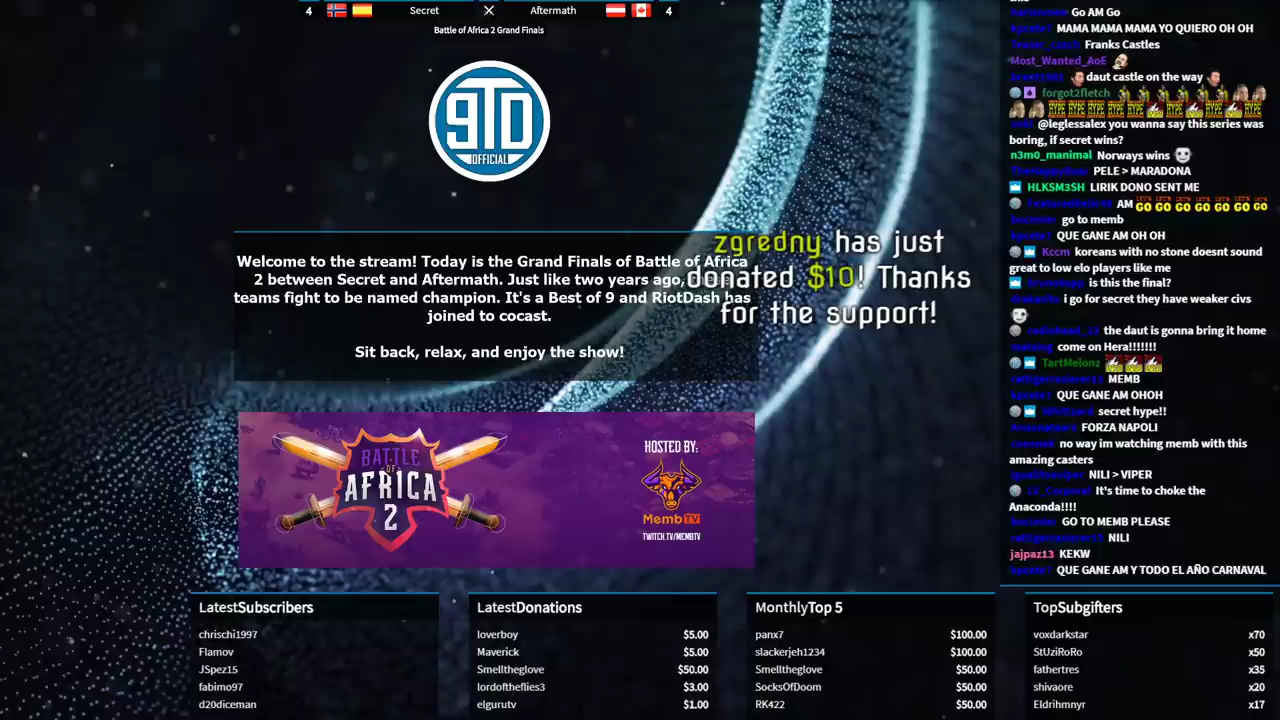 4 Secret Aftermath 4
Battle of Africa 2 Grand Finals
9TD
OFFICIAL
Welcome to the stream! Today is the Grand Finals of Battle of Africa
2 between Secret and Aftermath. Just like two years ago,
teams fight to be named champion. It's a Best of 9 and RiotDash has
joined to cocast.
Sit back, relax, and enjoy the show!
zgredny has just
donated $10! Thanks
for the support!
BATTLE
OF
AFRICA
2
HOSTED BY:
MembTV
TWITCH.TV/MEMBTV
Go AM Go
MAMA MAMA MAMA YO QUIERO OH OH
Franks Castles
Most_Wanted_AoE
daut castle on the way
forgot2fletch
HYPE HYPE HYPE HYPE HYPE HYPE HYPE HYPE
@leglessalex you wanna say this series was
boring, if secret wins?
n3m0_manimal Norways wins
PELE > MARADONA
HLKSM3SH LIRIK DONO SENT ME
AM GO GO GO GO GO GO GO
go to memb
QUE GANE AM OH OH
Kccm koreans with no stone doesnt sound
great to low elo players like me
is this the final?
i go for secret they have weaker civs
the daut is gonna bring it home
come on Hera!!!!!!!
TartMelonz
MEMB
QUE GANE AM OHOH
secret hype!!
FORZA NAPOLI
no way im watching memb with this
amazing casters
NILI > VIPER
It's time to choke the
Anaconda!!!!
GO TO MEMB PLEASE
NILI
jajpaz13 KEKW
QUE GANE AM Y TODO EL AÑO CARNAVAL
LatestSubscribers
chrischi1997
Flamov
JSpez15
fabimo97
d20diceman
LatestDonations
loverboy $5.00
Maverick $5.00
Smelltheglove $50.00
lordoftheflies3 $3.00
elgurutv $1.00
MonthlyTop 5
panx7 $100.00
slackerjeh1234 $100.00
Smelltheglove $50.00
SocksOfDoom $50.00
RK422 $50.00
TopSubgifters
voxdarkstar x70
StUziRoRo x50
fathertres x35
shivaore x20
Eldrihmnyr x17